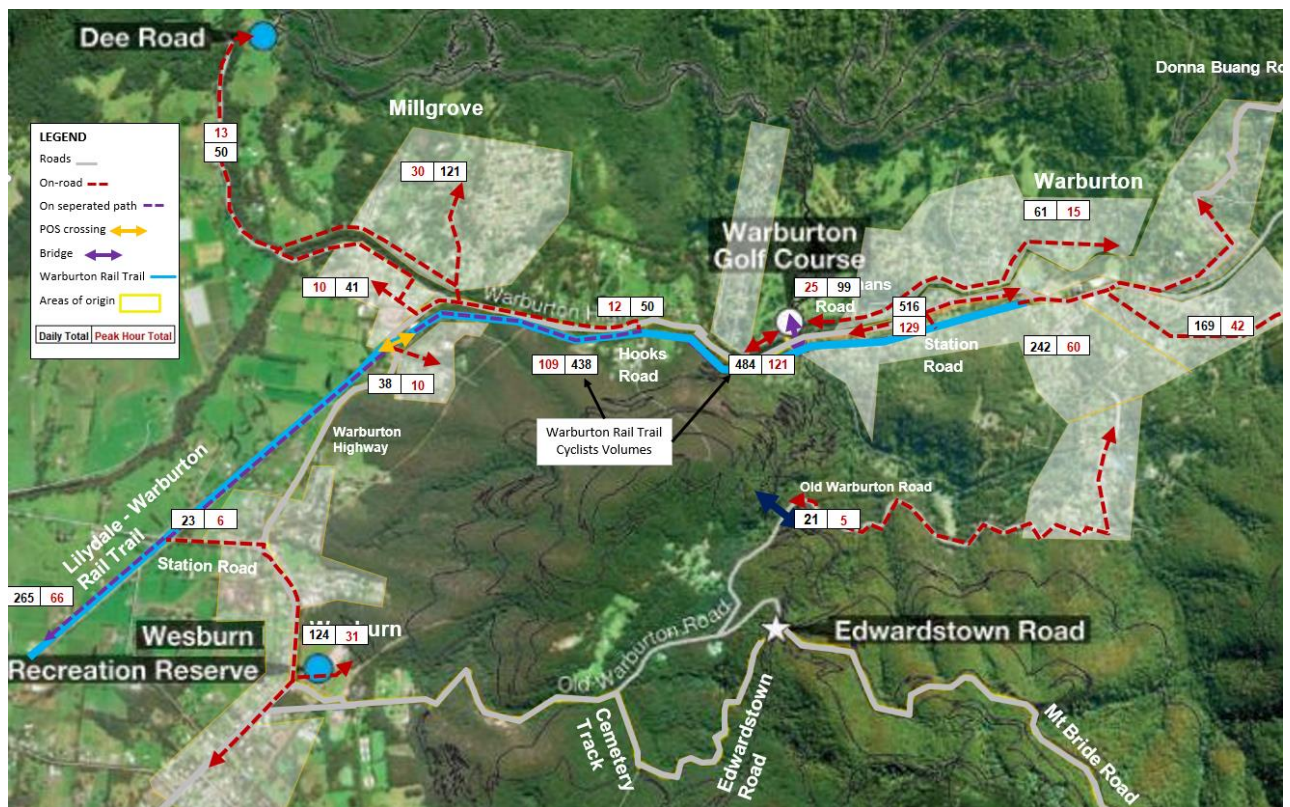 Dee Road
Donna Buang Ro
Millgrove
LEGEND
Roads
On-road
On seperated path
POS crossing
Bridge
Warburton Rail Trail
Areas of origin
Daily Total Peak Hour Total
13
50
30 121
Warburton
61 15
Warburton
Golf Course
10 41
Warburton Hi
12 50
25 99
mans
Road
516
129
169 42
Station
Road
242 60
Hooks
Road
109 438
484 121
38 10
Warburton Rail Trail
Cyclists Volumes
Warburton
Highway
Lilydale - Warburton
Rail Trail
Old Warburton Road
21 5
23 6
Station Road
265 66
Wesburn
Recreation Reserve
124 31
Old Warburton Road
Edwardstown Road
Cemetery
Track
Edwardstown
Road
Mt Bride Road